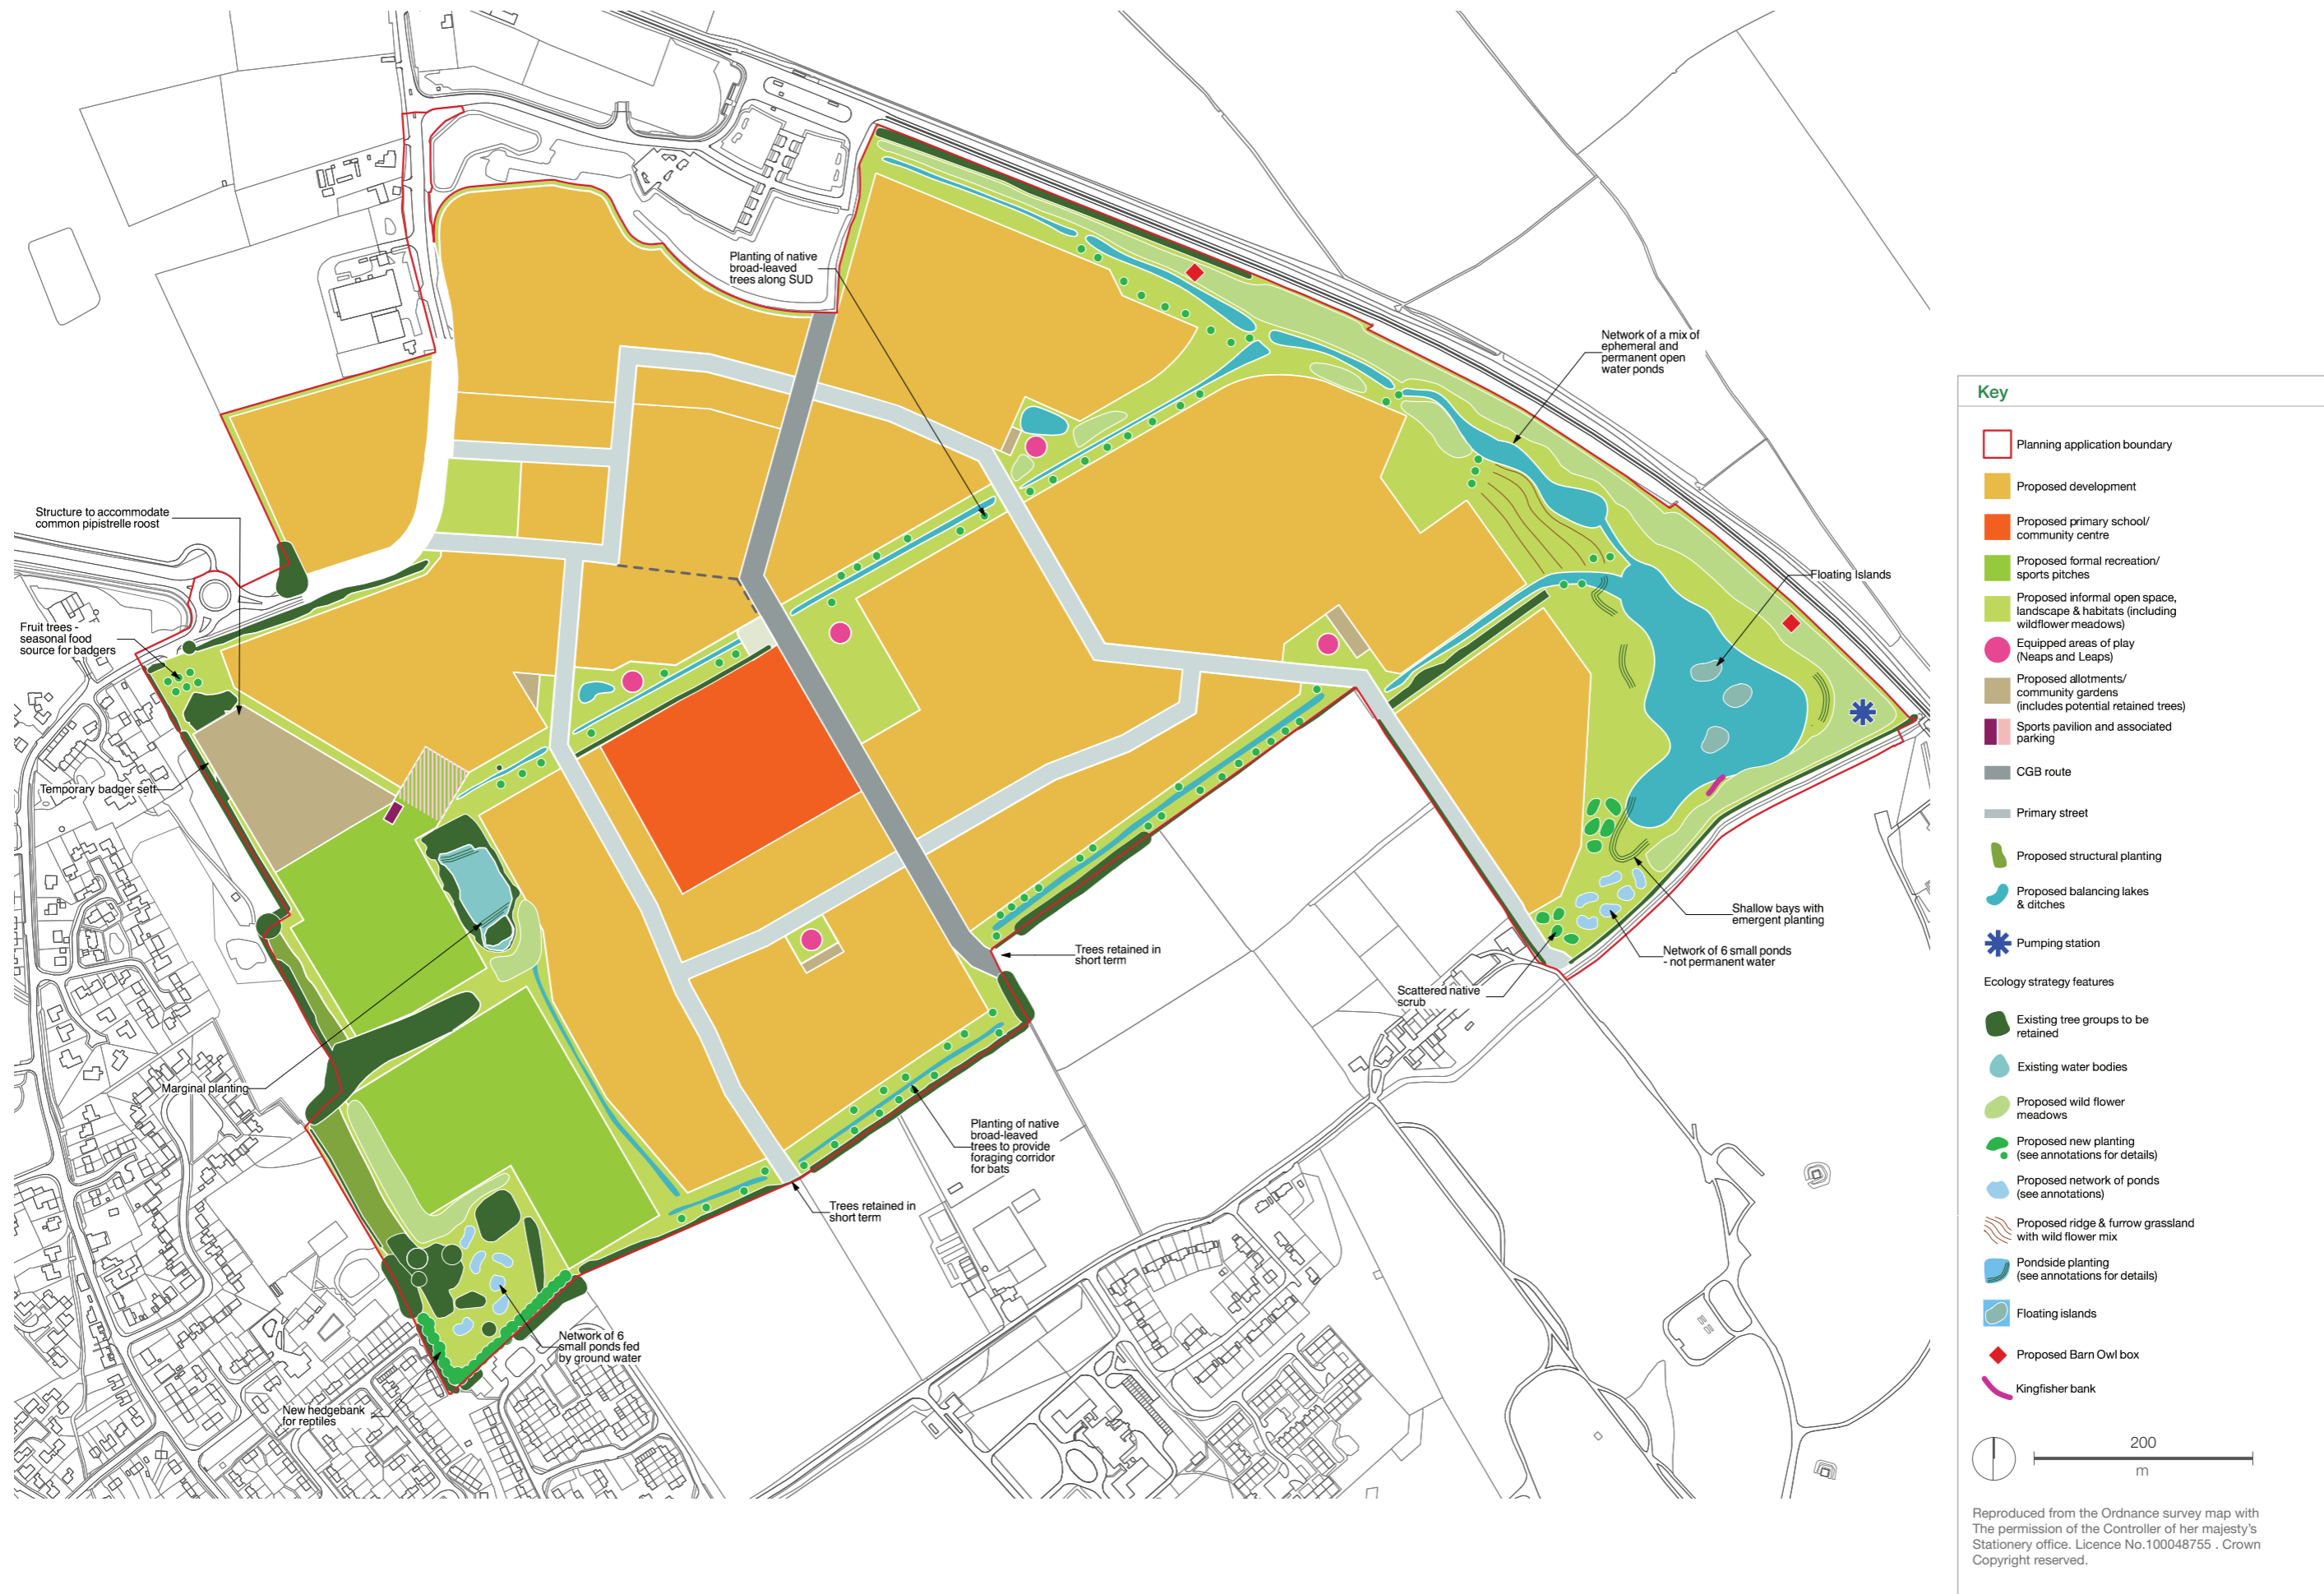 Planting of native
broad-leaved
trees along SUD
Network of a mix of
ephemeral and
permanent open
water ponds
Structure to accommodate
common pipistrelle roost
Floating Islands
Fruit trees -
seasonal food
source for badgers
Temporary badger sett
Shallow bays with
emergent planting
Trees retained in
short term
Network of 6 small ponds
- not permanent water
Scattered native
scrub
Marginal planting
Planting of native
broad-leaved
trees to provide
foraging corridor
for bats
Trees retained in
short term
Network of 6
small ponds fed
by ground water
New hedgebank
for reptiles
Key
Planning application boundary
Proposed development
Proposed primary school/
community centre
Proposed formal recreation/
sports pitches
Proposed informal open space,
landscape & habitats (including
wildflower meadows)
Equipped areas of play
(Neaps and Leaps)
Proposed allotments/
community gardens
(includes potential retained trees)
Sports pavilion and associated
parking
CGB route
Primary street
Proposed structural planting
Proposed balancing lakes
& ditches
Pumping station
Ecology strategy features
Existing tree groups to be
retained
Existing water bodies
Proposed wild flower
meadows
Proposed new planting
(see annotations for details)
Proposed network of ponds
(see annotations)
Proposed ridge & furrow grassland
with wild flower mix
Pondside planting
(see annotations for details)
Floating islands
Proposed Barn Owl box
Kingfisher bank
200
m
Reproduced from the Ordnance survey map with
The permission of the Controller of her majesty's
Stationery office. Licence No.100048755 . Crown
Copyright reserved.